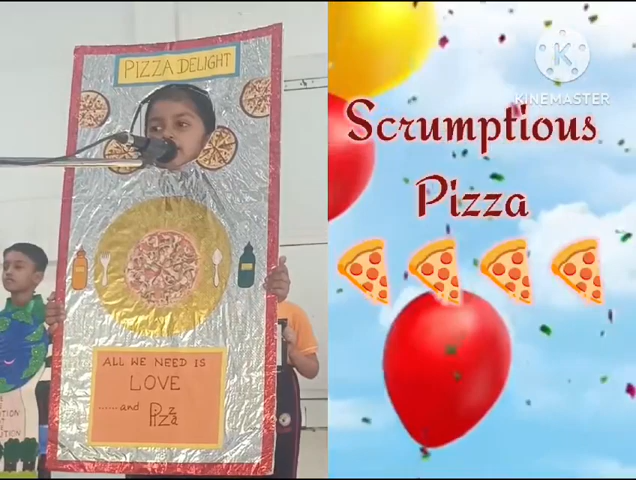 PIZZA DELIGHT
ALL WE NEED IS
LOVE
......and Pizza
Scrumptious
Pizza
K
KINEMASTER